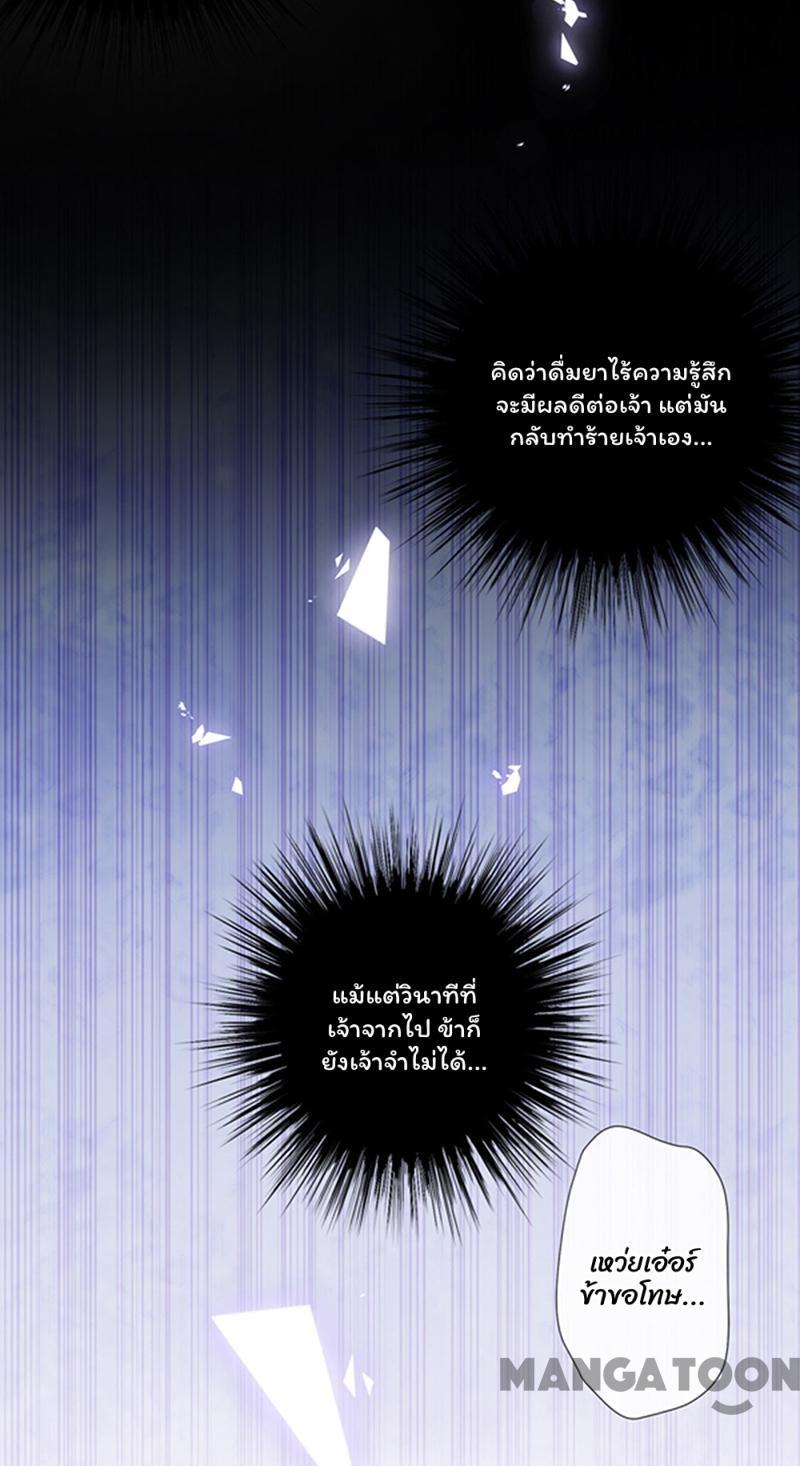 คิดว่าดื่มยาไร้ความรู้สึก
จะมีผลดีต่อเจ้า แต่มัน
กลับทำร้ายเจ้าเอง...
แม้แต่วินาทีที่
เจ้าจากไป ข้าก็
ยังเจ้าจำไม่ได้...
เหว่ยเอ๋อร์
ข้าขอโทษ...
MANGATOON